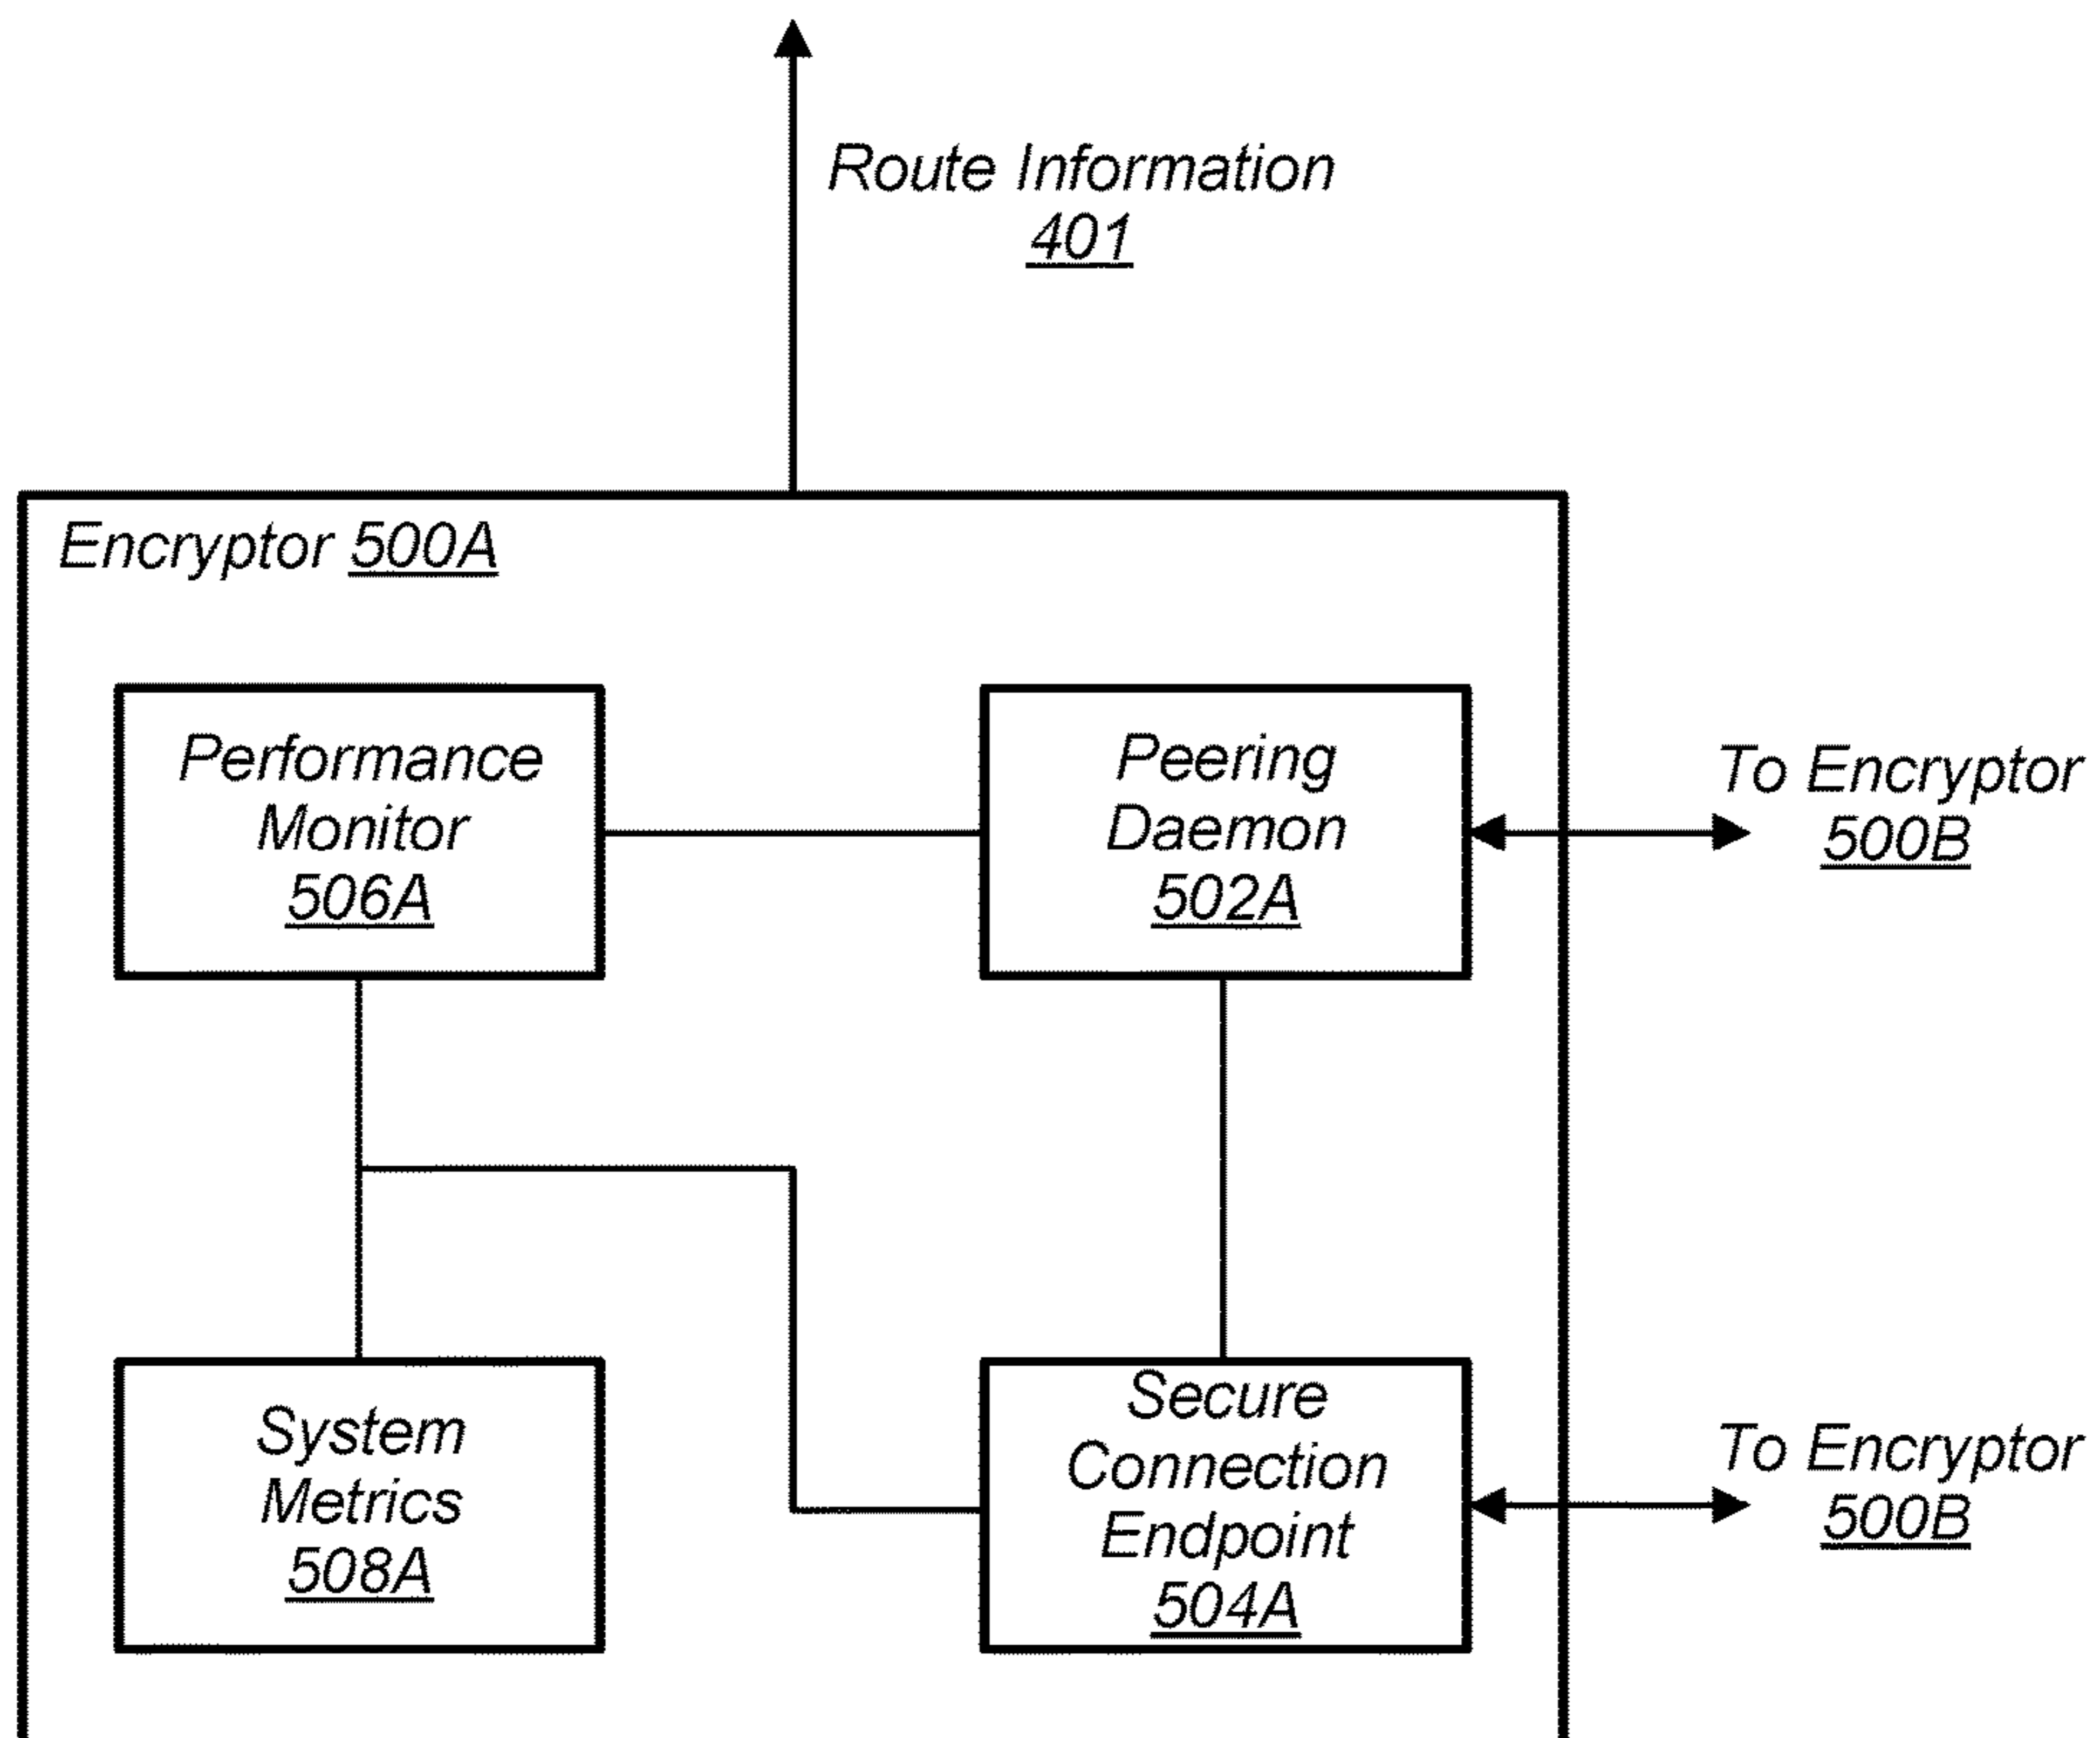 Route Information
401
Encryptor 500A
Performance
Monitor
506A
Peering
Daemon
502A
To Encryptor
500B
System
Metrics
508A
Secure
Connection
Endpoint
504A
To Encryptor
500B